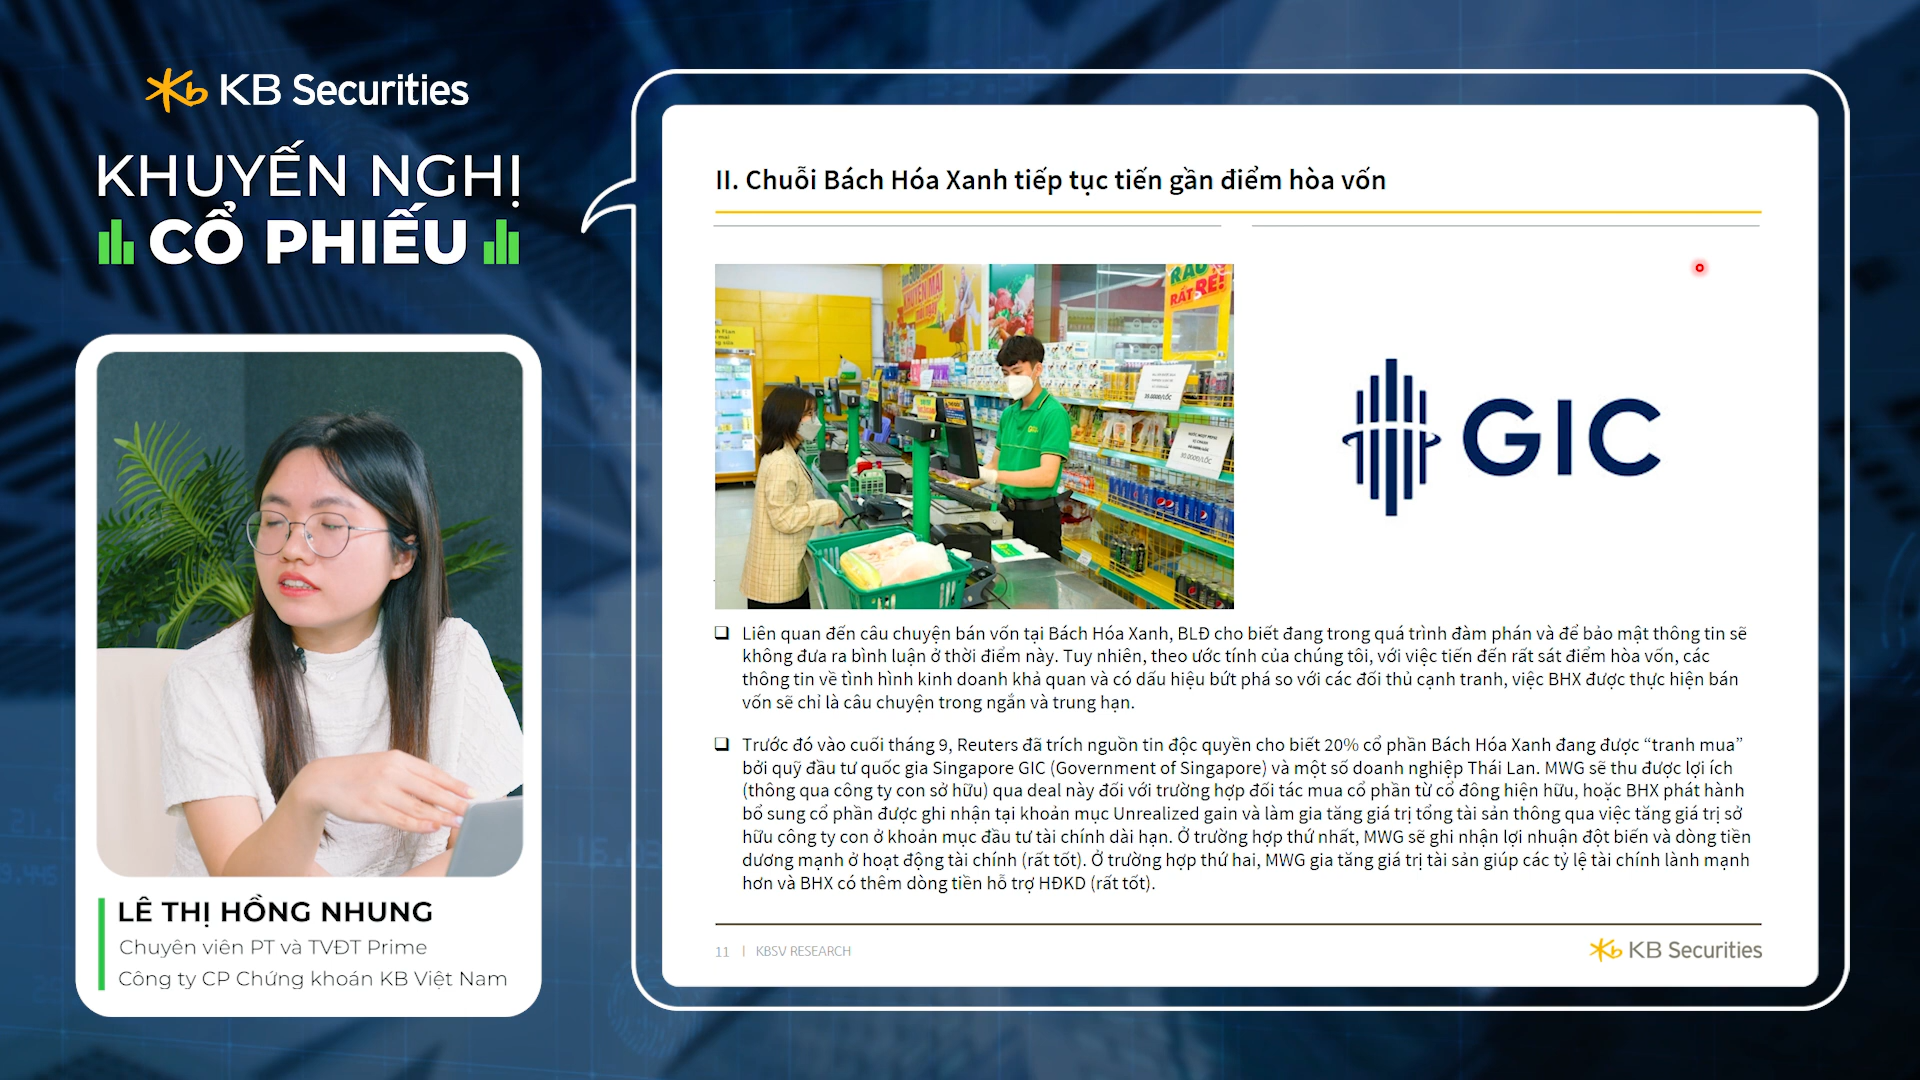 KB Securities
KHUYẾN NGHỊ
CỔ PHIẾU
LÊ THỊ HỒNG NHUNG
Chuyên viên PT và TVĐT Prime
Công ty CP Chứng khoán KB Việt Nam
II. Chuỗi Bách Hóa Xanh tiếp tục tiến gần điểm hòa vốn
KHUYẾN MẠI
RAU
RẤT RẺ!
GIC
Liên quan đến câu chuyện bán vốn tại Bách Hóa Xanh, BLĐ cho biết đang trong quá trình đàm phán và để bảo mật thông tin sẽ
không đưa ra bình luận ở thời điểm này. Tuy nhiên, theo ước tính của chúng tôi, với việc tiến đến rất sát điểm hòa vốn, các
thông tin về tình hình kinh doanh khả quan và có dấu hiệu bứt phá so với các đối thủ cạnh tranh, việc BHX được thực hiện bán
vốn sẽ chỉ là câu chuyện trong ngắn và trung hạn.
Trước đó vào cuối tháng 9, Reuters đã trích nguồn tin độc quyền cho biết 20% cổ phần Bách Hóa Xanh đang được “tranh mua”
bởi quỹ đầu tư quốc gia Singapore GIC (Government of Singapore) và một số doanh nghiệp Thái Lan. MWG sẽ thu được lợi ích
(thông qua công ty con sở hữu) qua deal này đối với trường hợp đối tác mua cổ phần từ cổ đông hiện hữu, hoặc BHX phát hành
bổ sung cổ phần được ghi nhận tại khoản mục Unrealized gain và làm gia tăng giá trị tổng tài sản thông qua việc tăng giá trị sở
hữu công ty con ở khoản mục đầu tư tài chính dài hạn. Ở trường hợp thứ nhất, MWG sẽ ghi nhận lợi nhuận đột biến và dòng tiền
dương mạnh ở hoạt động tài chính (rất tốt). Ở trường hợp thứ hai, MWG gia tăng giá trị tài sản giúp các tỷ lệ tài chính lành mạnh
hơn và BHX có thêm dòng tiền hỗ trợ HĐKD (rất tốt).
11 | KBSV RESEARCH
KB Securities